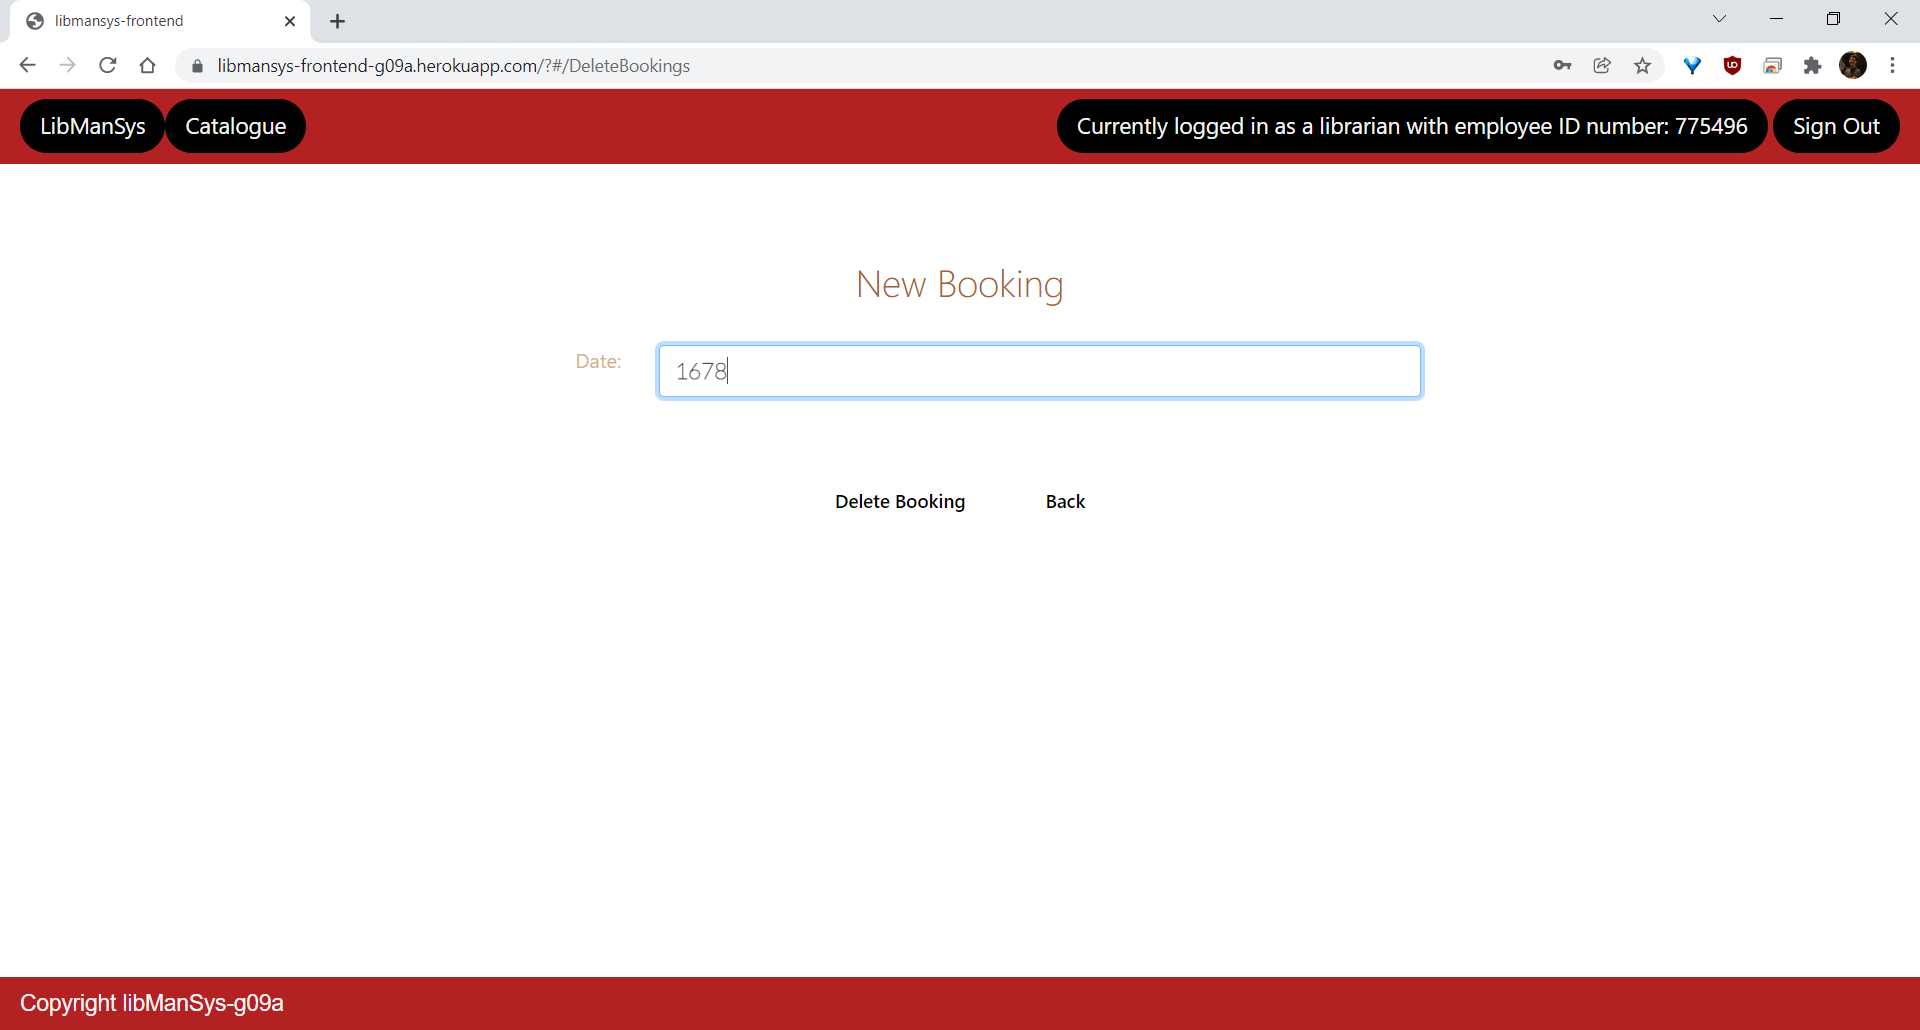 libmansys-frontend
libmansys-frontend-g09a.herokuapp.com/?#/DeleteBookings
LibManSys Catalogue Currently logged in as a librarian with employee ID number: 775496 Sign Out
New Booking
Date: 1678
Delete Booking Back
Copyright libManSys-g09a